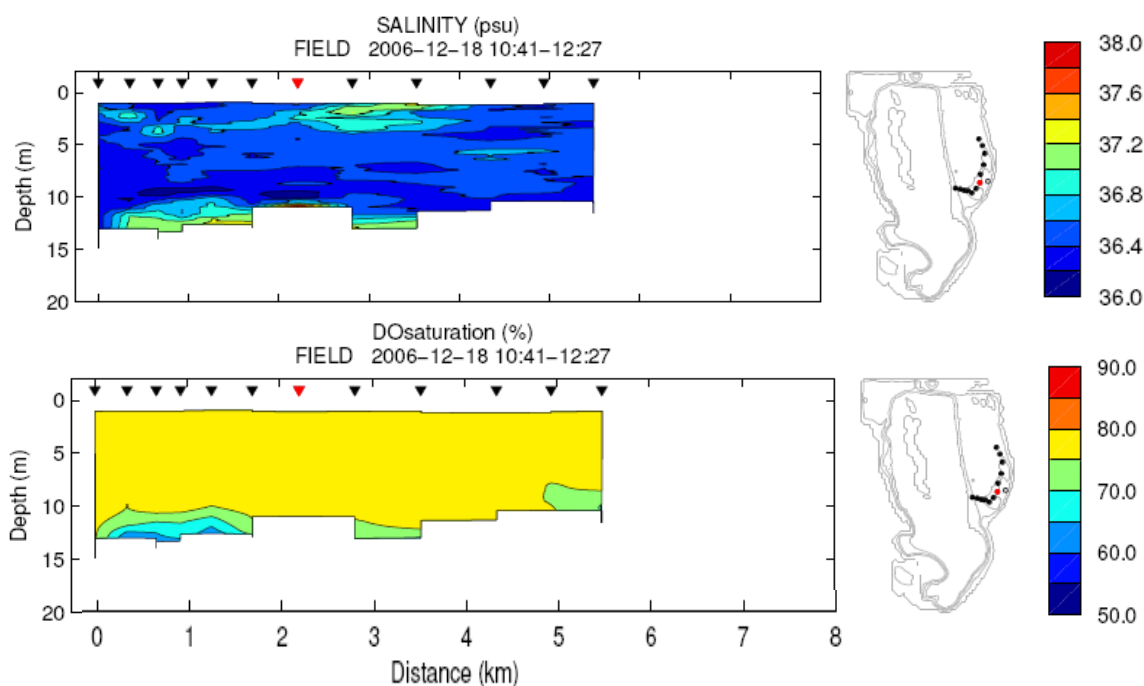 SALINITY (psu)
FIELD 2006-12-18 10:41-12:27
Depth (m)
0
5
10
15
20
38.0
37.6
37.2
36.8
36.4
36.0
DOsaturation (%)
FIELD 2006-12-18 10:41-12:27
Depth (m)
0
5
10
15
20
0 1 2 3 4 5 6 7 8
Distance (km)
90.0
80.0
70.0
60.0
50.0